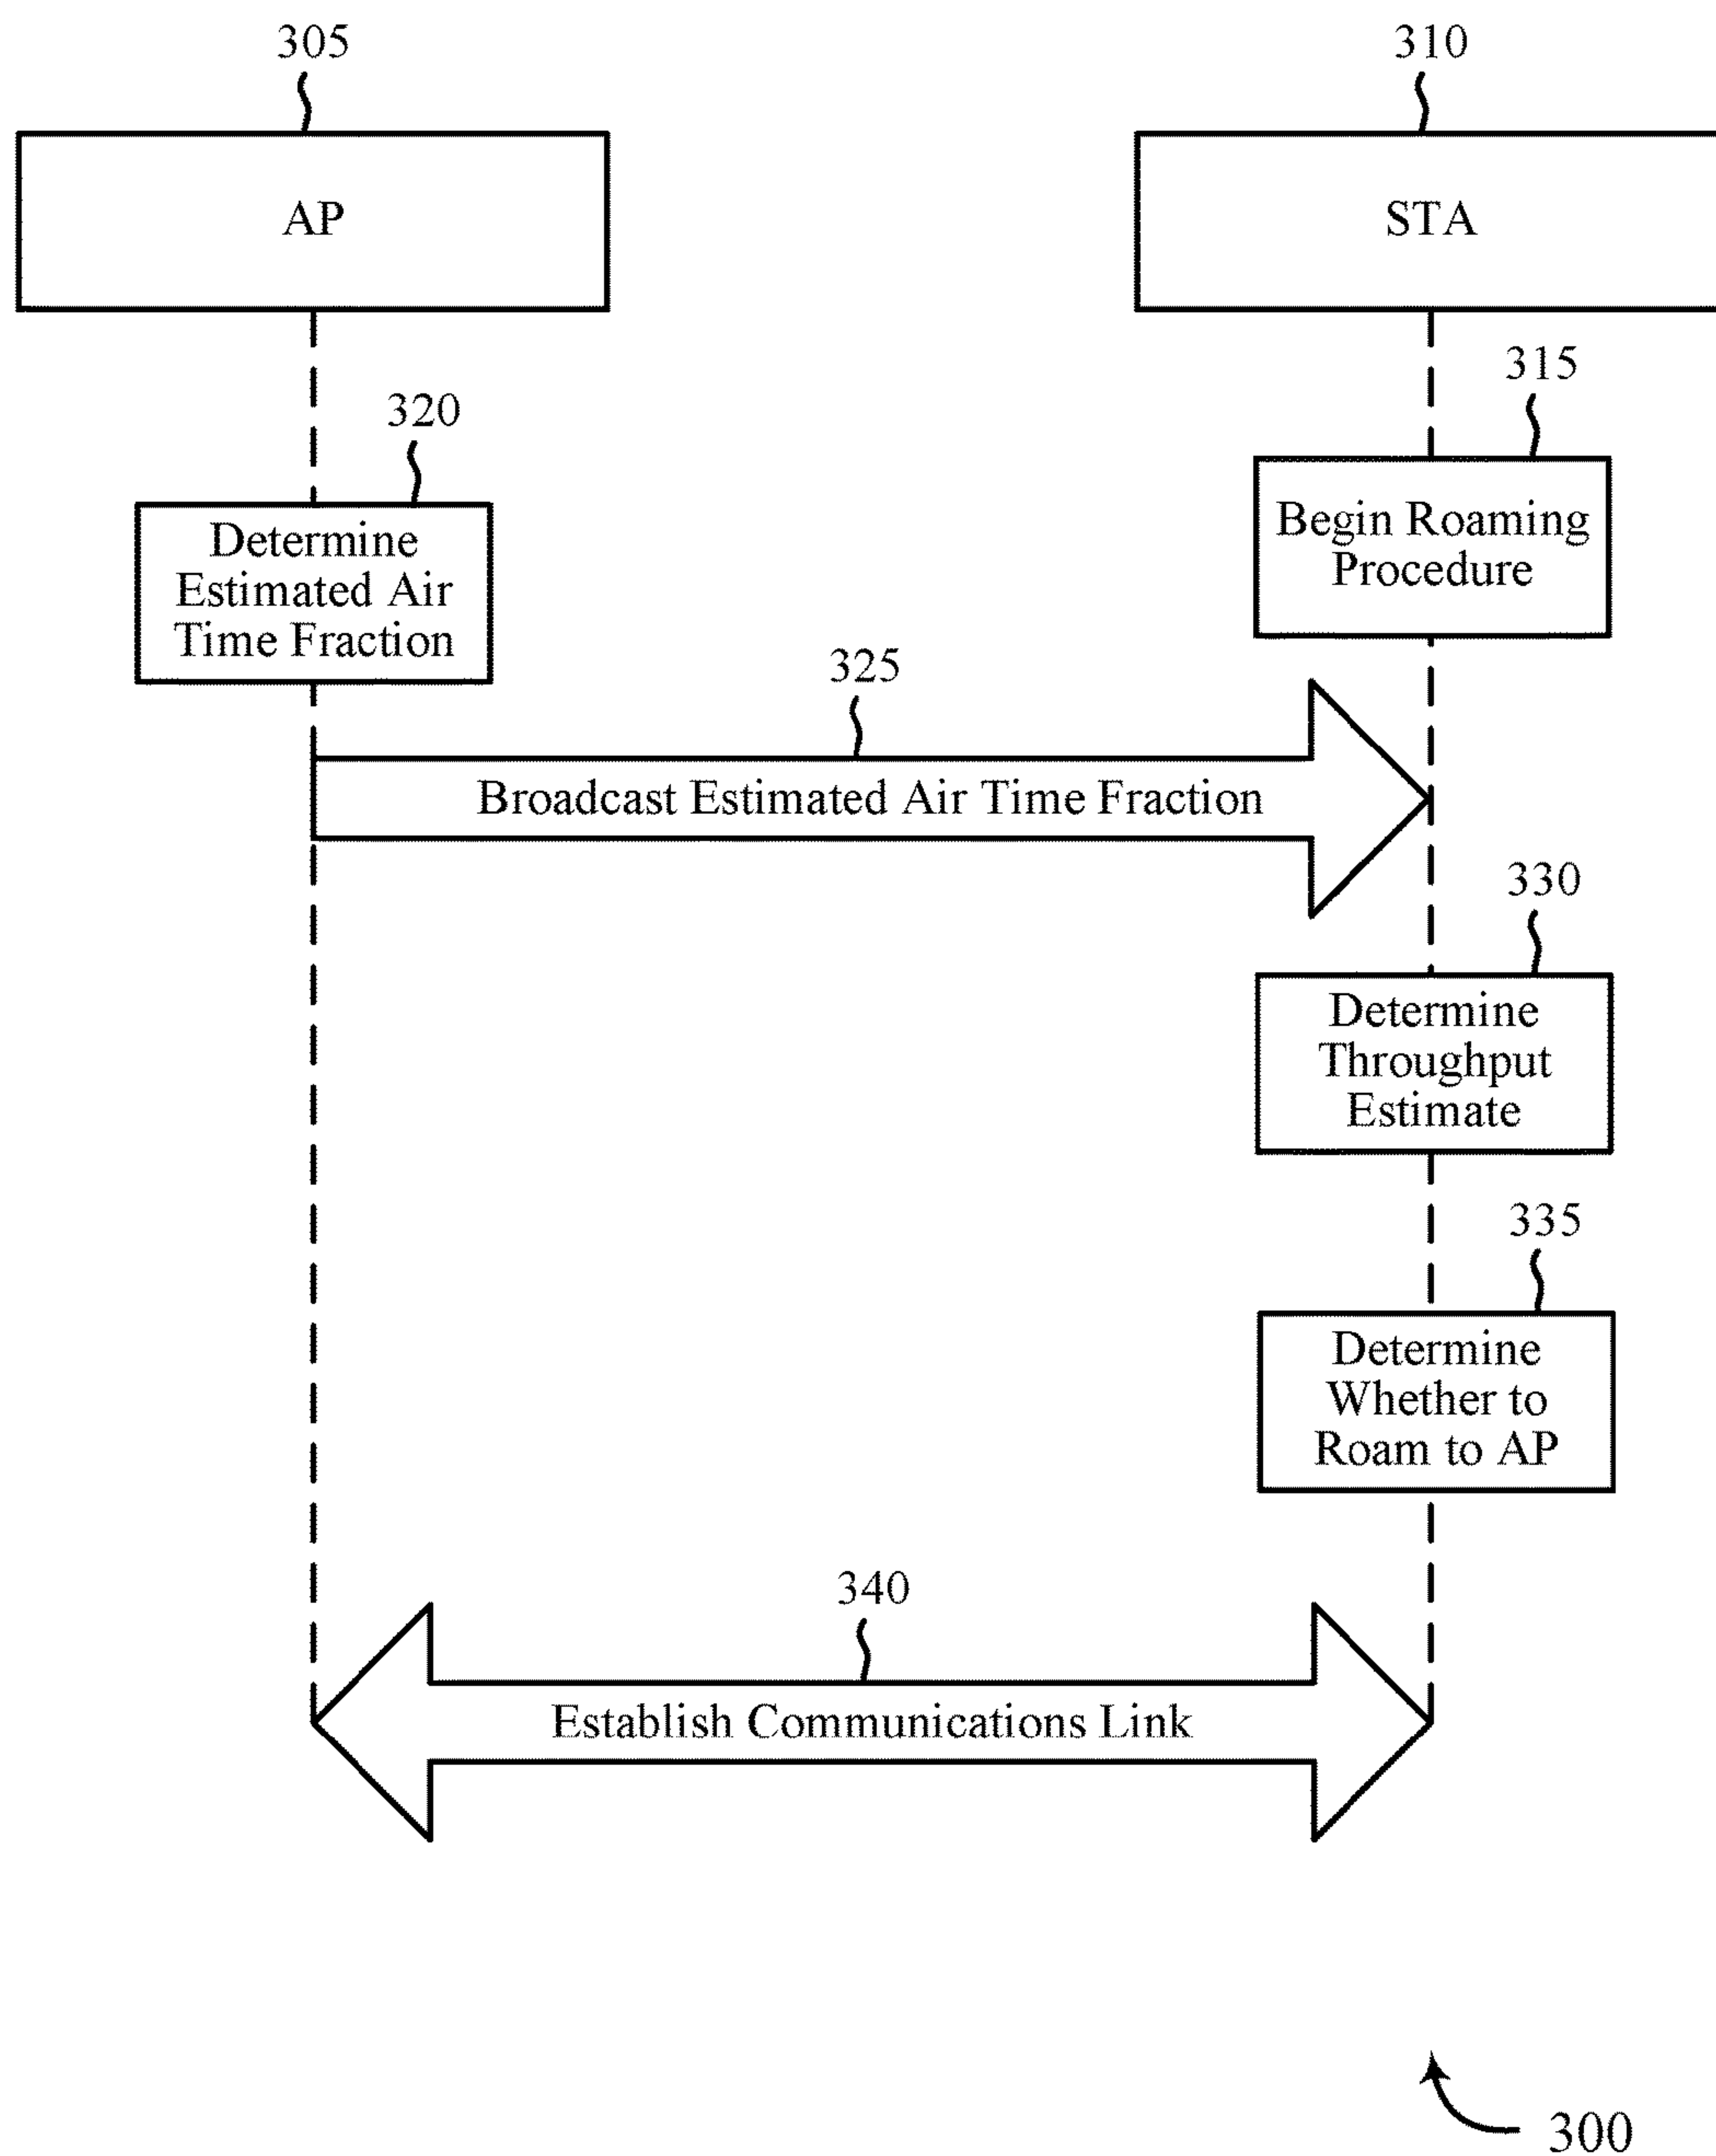 305
310
AP
STA
315
320
Begin Roaming
Procedure
Determine
Estimated Air
Time Fraction
325
Broadcast Estimated Air Time Fraction
330
Determine
Throughput
Estimate
335
Determine
Whether to
Roam to AP
340
Establish Communications Link
300